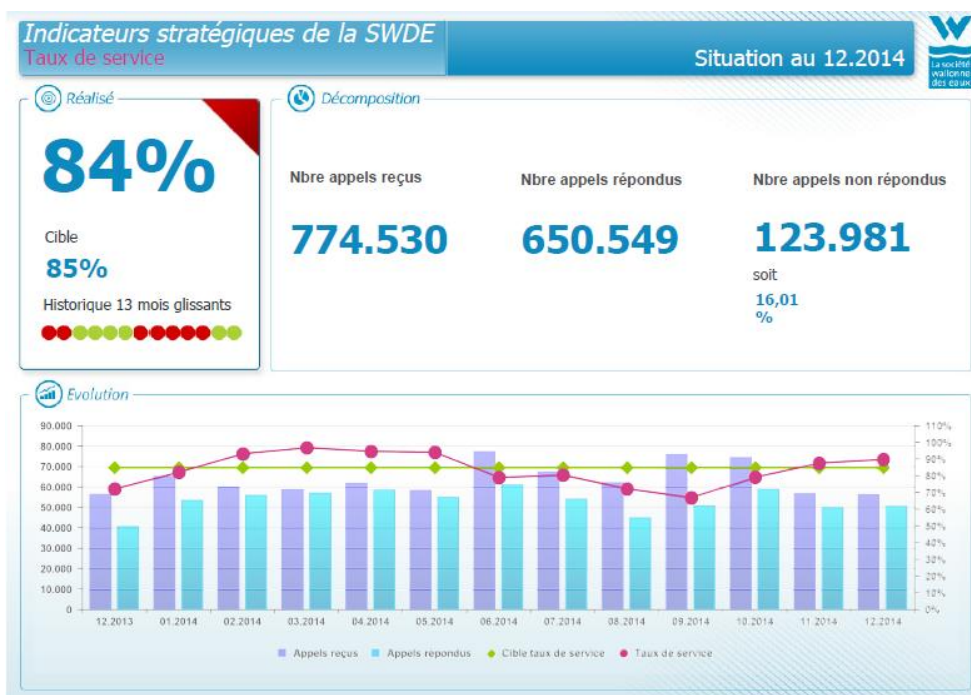 Indicateurs stratégiques de la SWDE
Taux de service
Situation au 12.2014
La société
wallonne
des eaux
Réalisé
84%
Cible
85%
Historique 13 mois glissants
Décomposition
Nbre appels reçus
774.530
Nbre appels répondus
650.549
Nbre appels non répondus
123.981
soit
16,01
%
Evolution
90.000
80.000
70.000
60.000
50.000
40.000
30.000
20.000
10.000
0
110%
100%
90%
80%
70%
60%
50%
40%
30%
20%
10%
0%
12.2013 01.2014 02.2014 03.2014 04.2014 05.2014 06.2014 07.2014 08.2014 09.2014 10.2014 11.2014 12.2014
Appels reçus Appels repondus Cible taux de service Taux de service